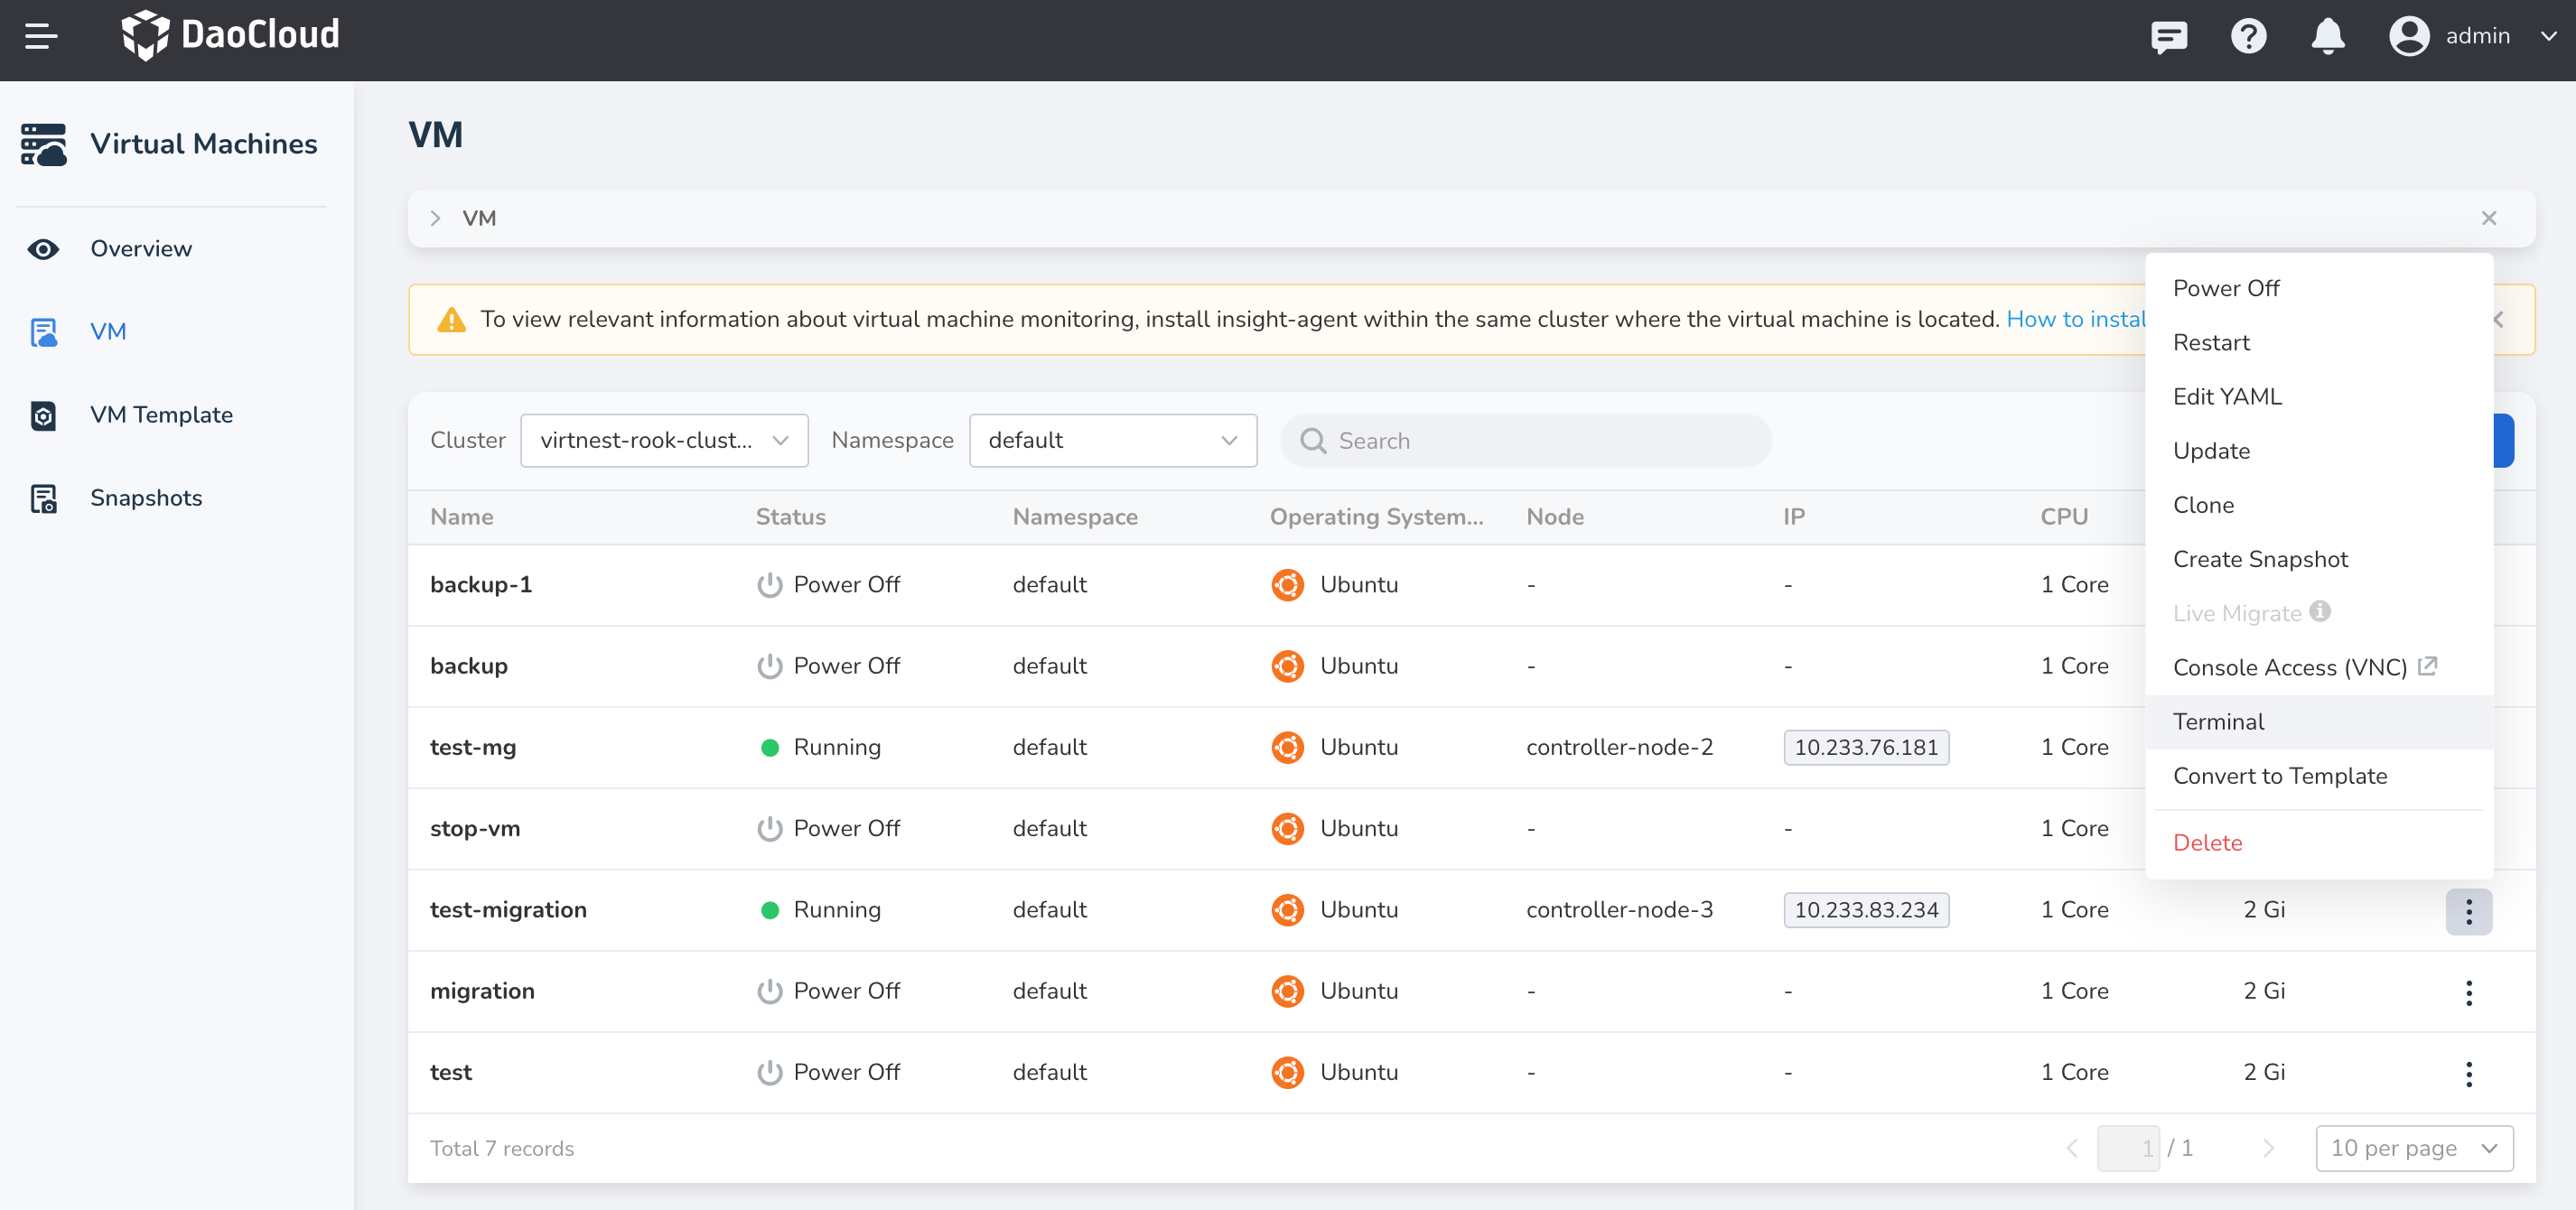 DaoCloud
admin
Virtual Machines
Overview
VM
VM Template
Snapshots
VM
VM
To view relevant information about virtual machine monitoring, install insight-agent within the same cluster where the virtual machine is located. How to instal
Cluster virtnest-rook-clust... Namespace default Search
Name Status Namespace Operating System... Node IP CPU
backup-1 Power Off default Ubuntu - - 1 Core
backup Power Off default Ubuntu - - 1 Core
test-mg Running default Ubuntu controller-node-2 10.233.76.181 1 Core
stop-vm Power Off default Ubuntu - - 1 Core
test-migration Running default Ubuntu controller-node-3 10.233.83.234 1 Core 2 Gi
migration Power Off default Ubuntu - - 1 Core 2 Gi
test Power Off default Ubuntu - - 1 Core 2 Gi
Total 7 records
1 / 1
10 per page
Power Off
Restart
Edit YAML
Update
Clone
Create Snapshot
Live Migrate
Console Access (VNC)
Terminal
Convert to Template
Delete